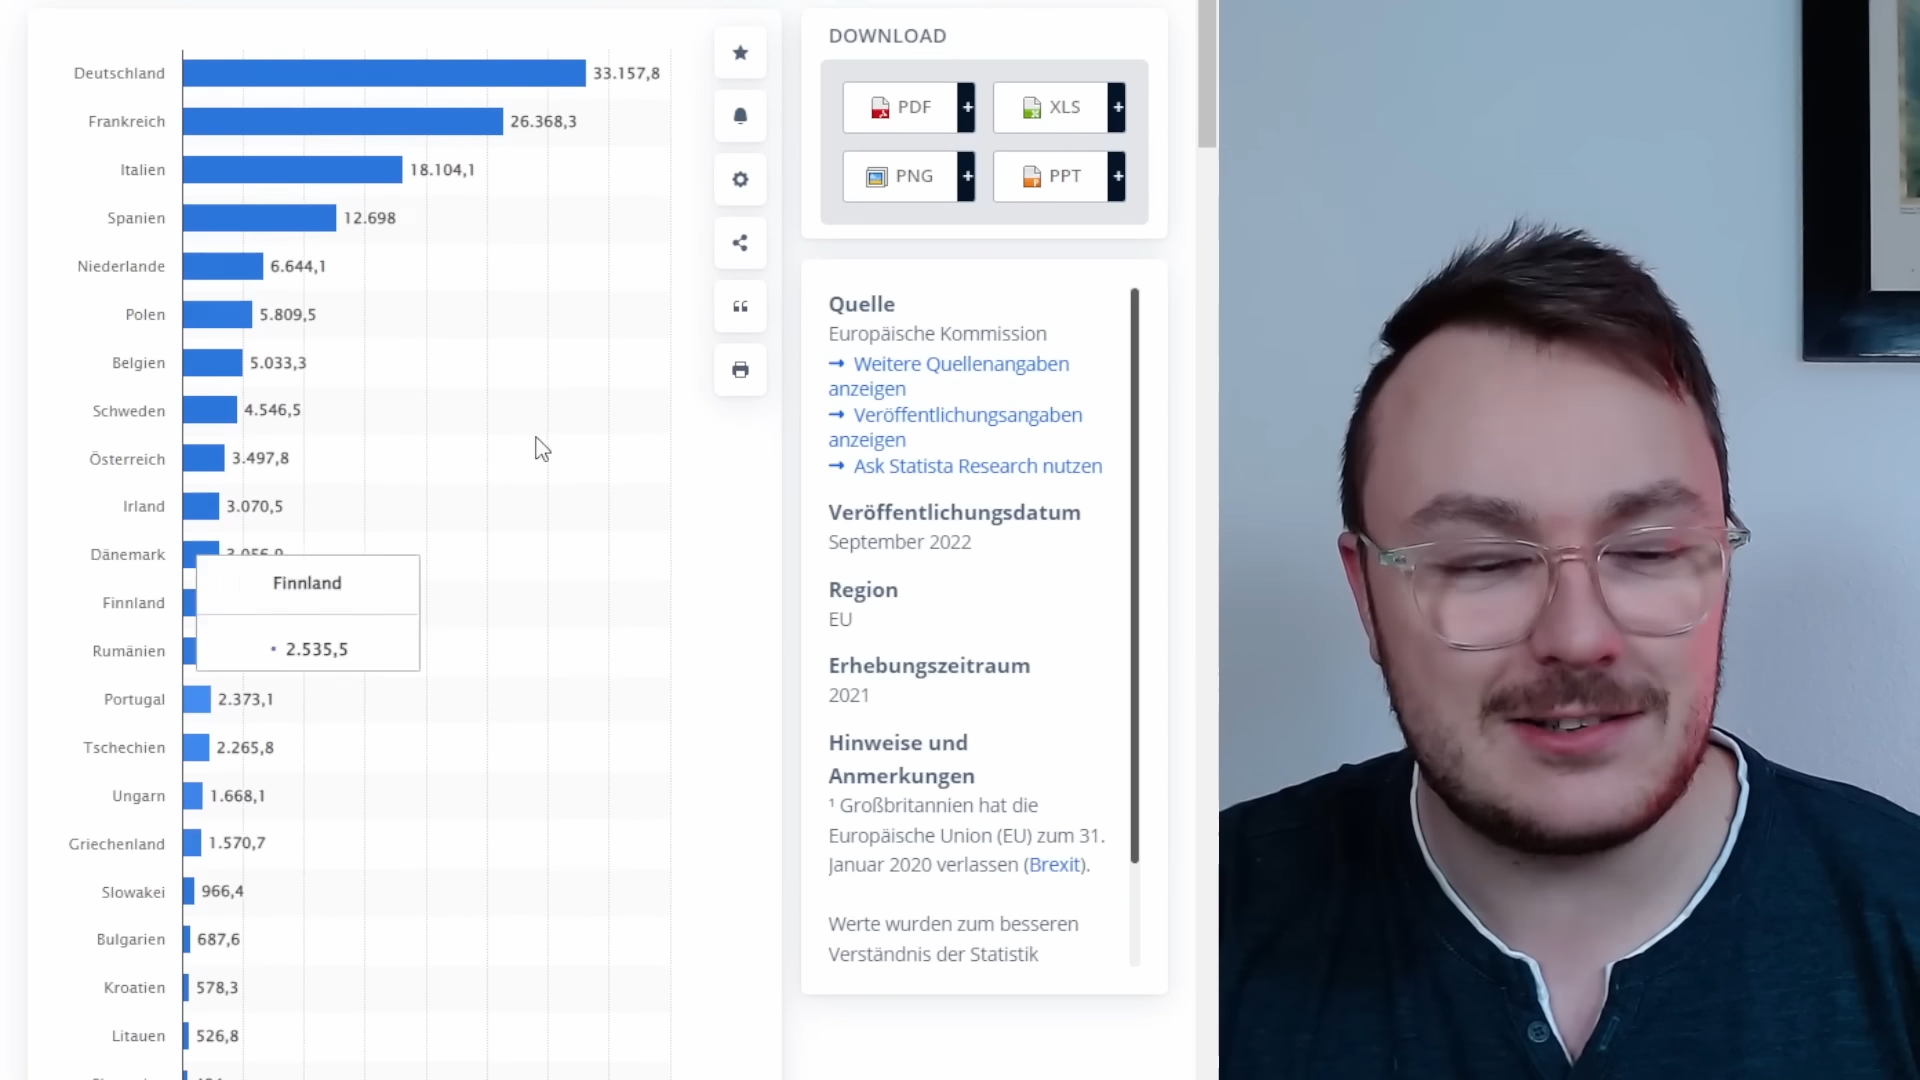 Deutschland 33.157,8
Frankreich 26.368,3
Italien 18.104,1
Spanien 12.698
Niederlande 6.644,1
Polen 5.809,5
Belgien 5.033,3
Schweden 4.546,5
Österreich 3.497,8
Irland 3.070,5
Dänemark
Finnland
Rumänien
Finnland
• 2.535,5
Portugal 2.373,1
Tschechien 2.265,8
Ungarn 1.668,1
Griechenland 1.570,7
Slowakei 966,4
Bulgarien 687,6
Kroatien 578,3
Litauen 526,8
DOWNLOAD
PDF + XLS +
PNG + PPT +
Quelle
Europäische Kommission
→ Weitere Quellenangaben
anzeigen
→ Veröffentlichungsangaben
anzeigen
→ Ask Statista Research nutzen
Veröffentlichungsdatum
September 2022
Region
EU
Erhebungszeitraum
2021
Hinweise und
Anmerkungen
¹ Großbritannien hat die
Europäische Union (EU) zum 31.
Januar 2020 verlassen (Brexit).
Werte wurden zum besseren
Verständnis der Statistik